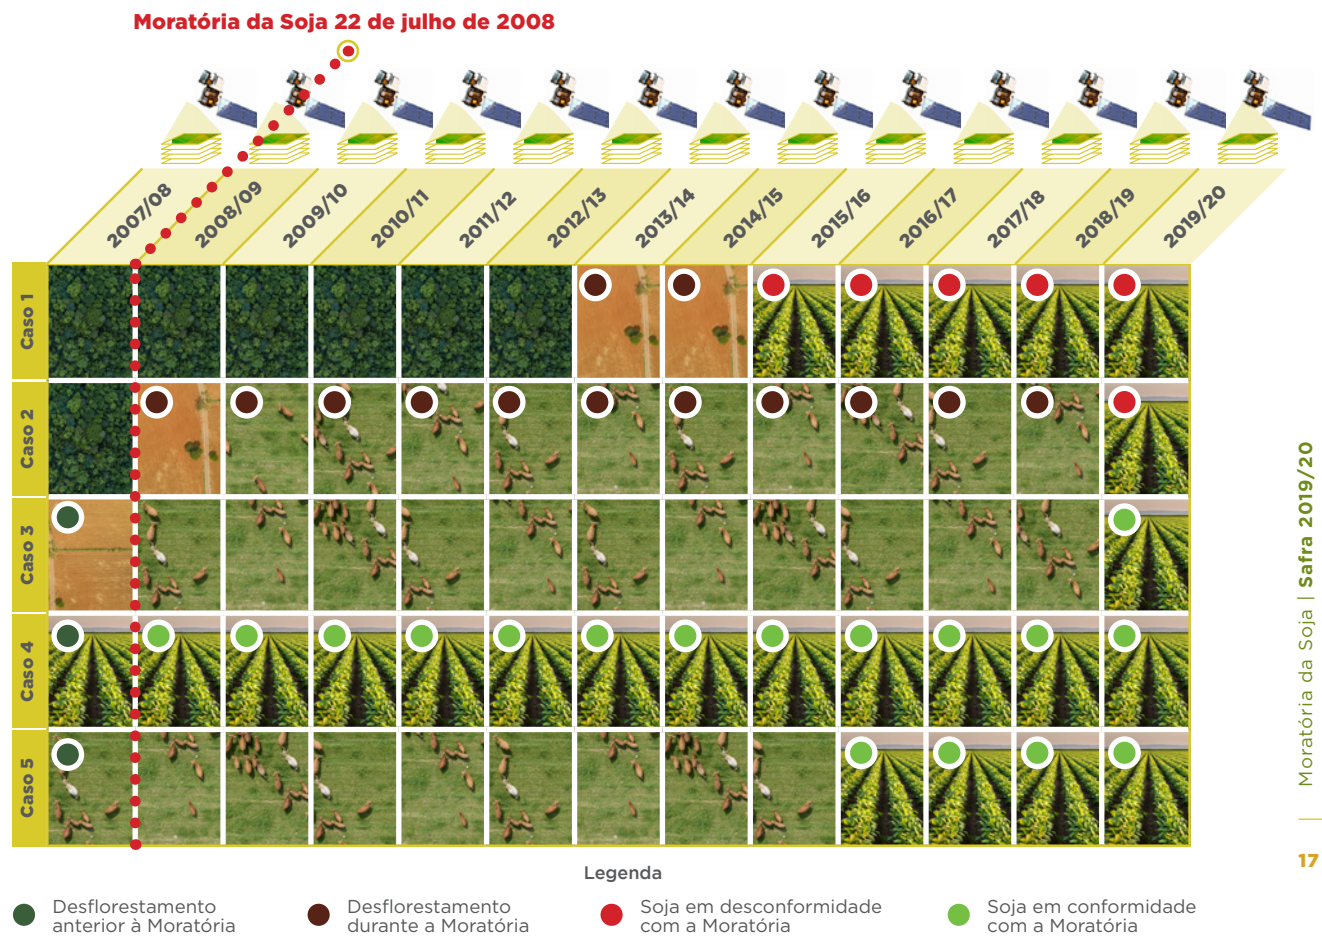 Moratória da Soja 22 de julho de 2008
2007/08
2008/09
2009/10
2010/11
2011/12
2012/13
2013/14
2014/15
2015/16
2016/17
2017/18
2018/19
2019/20
Caso 1
Caso 2
Caso 3
Caso 4
Caso 5
Moratória da Soja | Safra 2019/20
17
Legenda
Desflorestamento
anterior à Moratória
Desflorestamento
durante a Moratória
Soja em desconformidade
com a Moratória
Soja em conformidade
com a Moratória